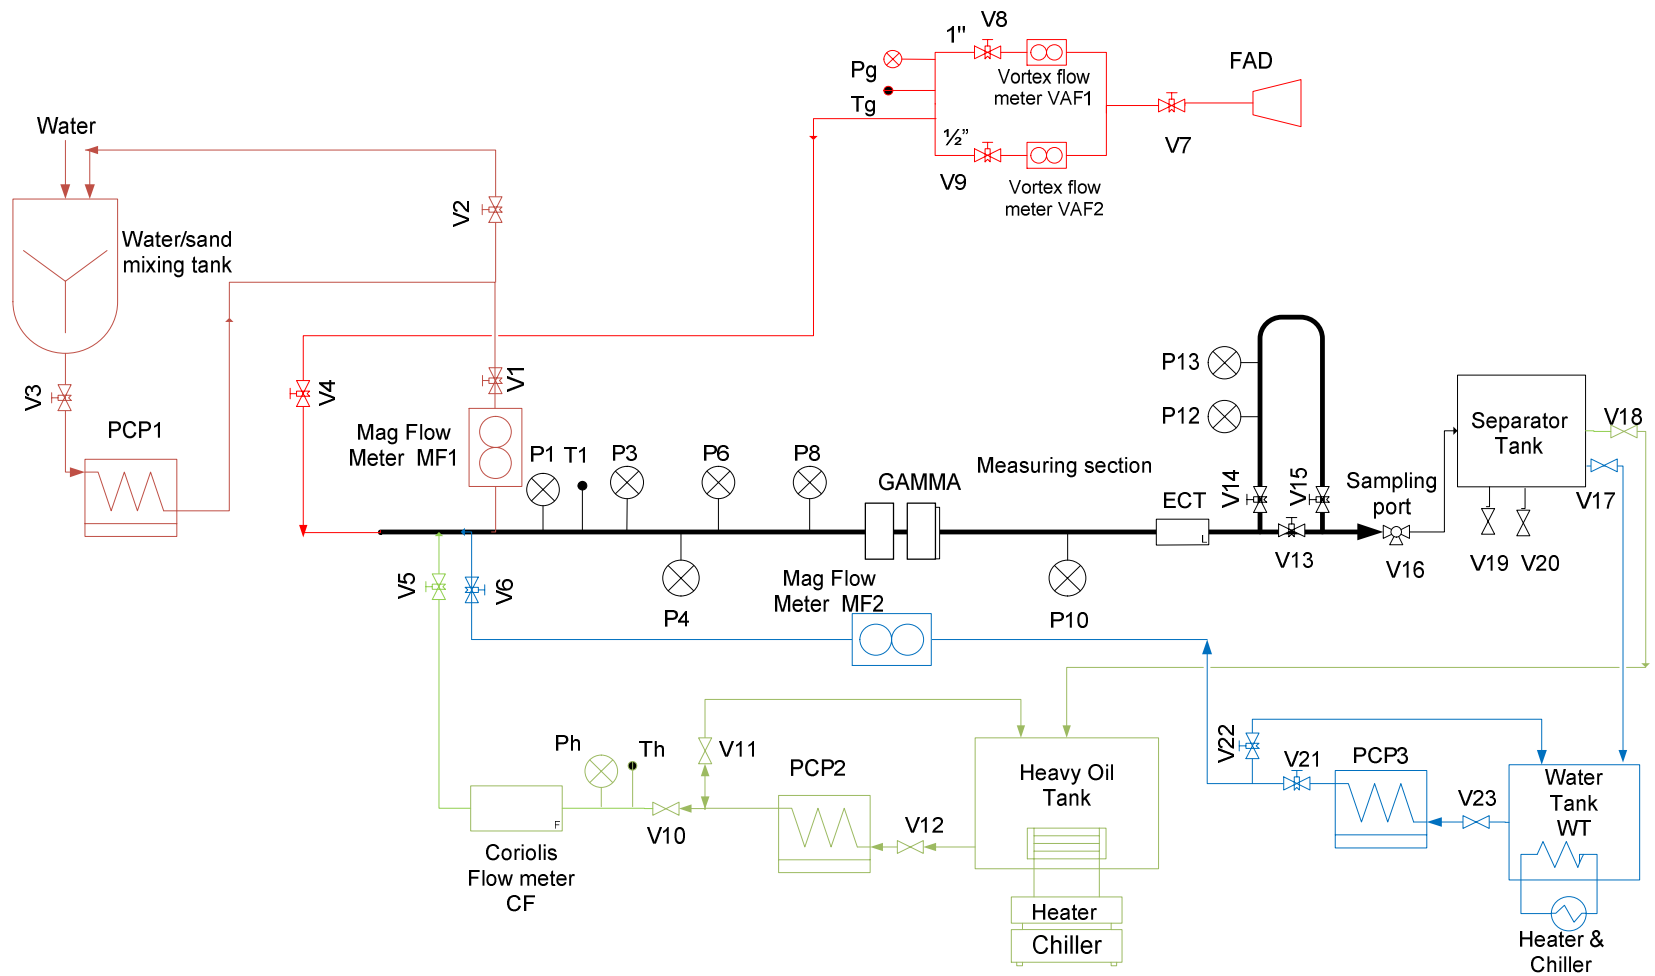 V8
1"
FAD
Pg
Vortex flow
meter VAF1
Tg
Water
½”
V7
V9
Vortex flow
meter VAF2
V2
Water/sand
mixing tank
V3
V4
V1
PCP1
Mag Flow
Meter MF1
P1
T1
P3
P6
P8
GAMMA
Measuring section
ECT
L
P13
P12
V14
V15
V13
Sampling
port
V16
Separator
Tank
V18
V17
V19
V20
V5
V6
P4
Mag Flow
Meter MF2
P10
Ph
Th
V11
PCP2
V10
V12
F
Coriolis
Flow meter
CF
Heavy Oil
Tank
Heater
Chiller
V22
V21
PCP3
V23
Water
Tank
WT
Heater &
Chiller